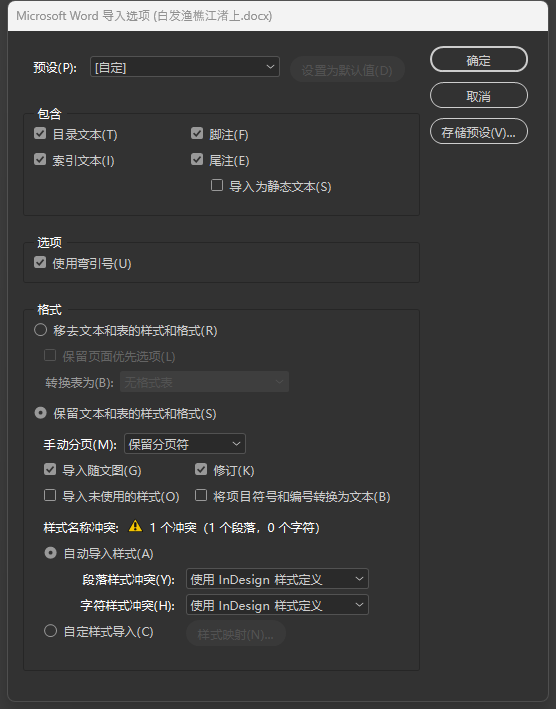 Microsoft Word 导入选项 (白发渔樵江渚上.docx)
预设(P): [自定] 设置为默认值(D) 确定
取消
存储预设(V)...
包含
目录文本(T) 脚注(F)
索引文本(I) 尾注(E)
导入为静态文本(S)
选项
使用弯引号(U)
格式
移去文本和表的样式和格式(R)
保留页面优先选项(L)
转换表为(B): 无格式表
保留文本和表的样式和格式(S)
手动分页(M): 保留分页符
导入随文图(G) 修订(K)
导入未使用的样式(O) 将项目符号和编号转换为文本(B)
样式名称冲突: 1 个冲突（1 个段落，0 个字符）
自动导入样式(A)
段落样式冲突(Y): 使用 InDesign 样式定义
字符样式冲突(H): 使用 InDesign 样式定义
自定样式导入(C) 样式映射(N)...